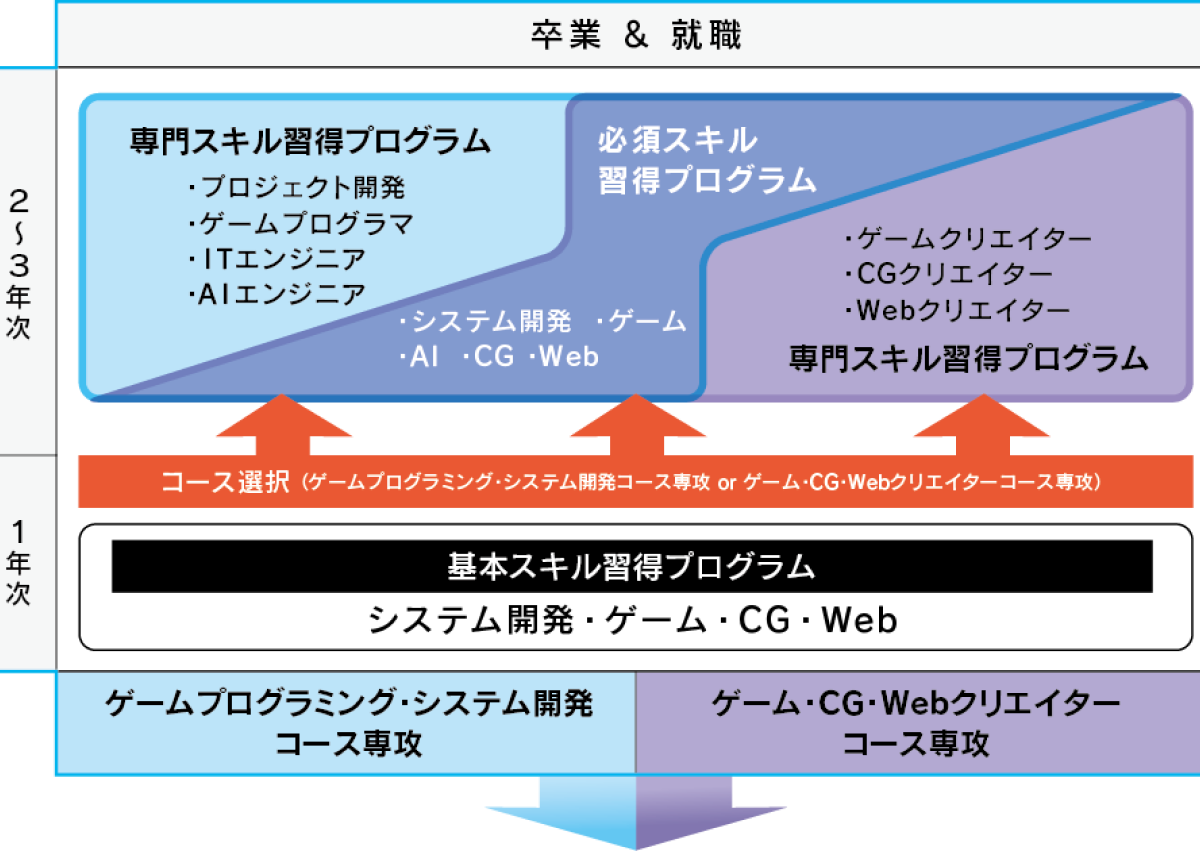 卒業 & 就職
2〜3年次
専門スキル習得プログラム
・プロジェクト開発
・ゲームプログラマ
・ITエンジニア
・AIエンジニア
必須スキル
習得プログラム
・システム開発 ・ゲーム
・AI ・CG ・Web
・ゲームクリエイター
・CGクリエイター
・Webクリエイター
専門スキル習得プログラム
コース選択（ゲームプログラミング・システム開発コース専攻 or ゲーム・CG・Webクリエイターコース専攻）
1年次
基本スキル習得プログラム
システム開発・ゲーム・CG・Web
ゲームプログラミング・システム開発
コース専攻
ゲーム・CG・Webクリエイター
コース専攻